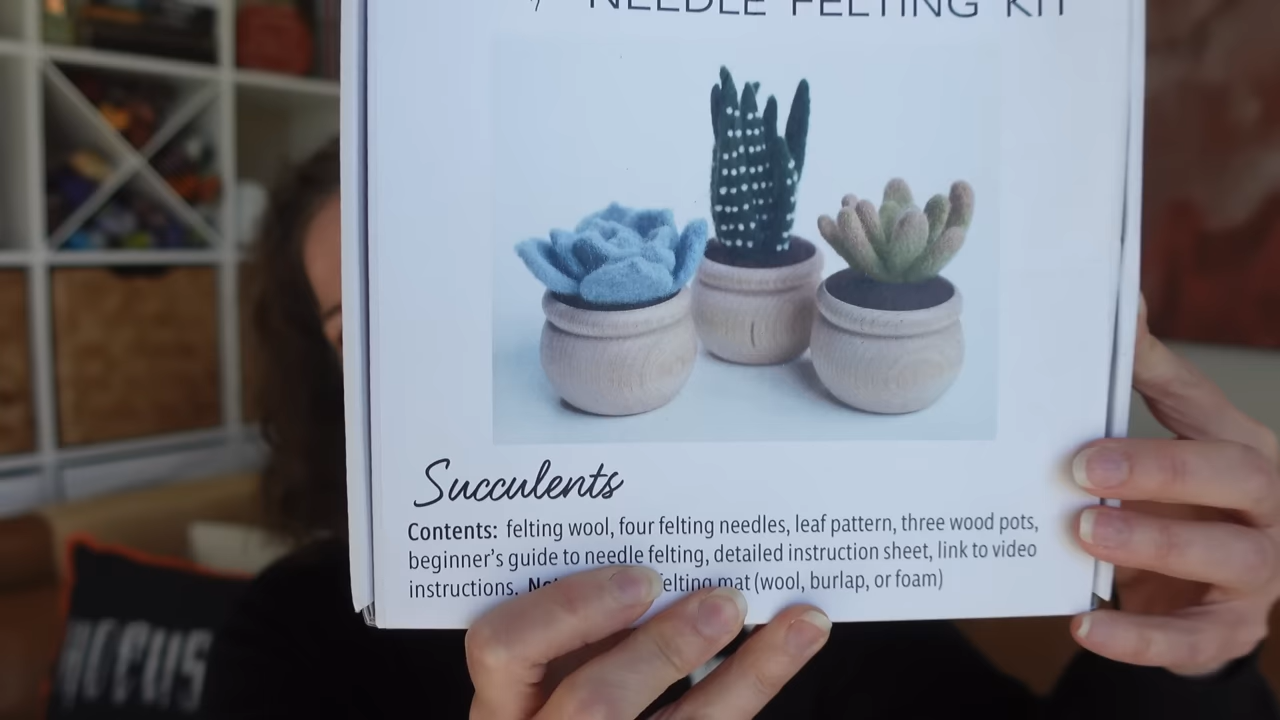 NEEDLE FELTING KIT
Succulents
Contents: felting wool, four felting needles, leaf pattern, three wood pots,
beginner's guide to needle felting, detailed instruction sheet, link to video
instructions. felting mat (wool, burlap, or foam)
HOCUS